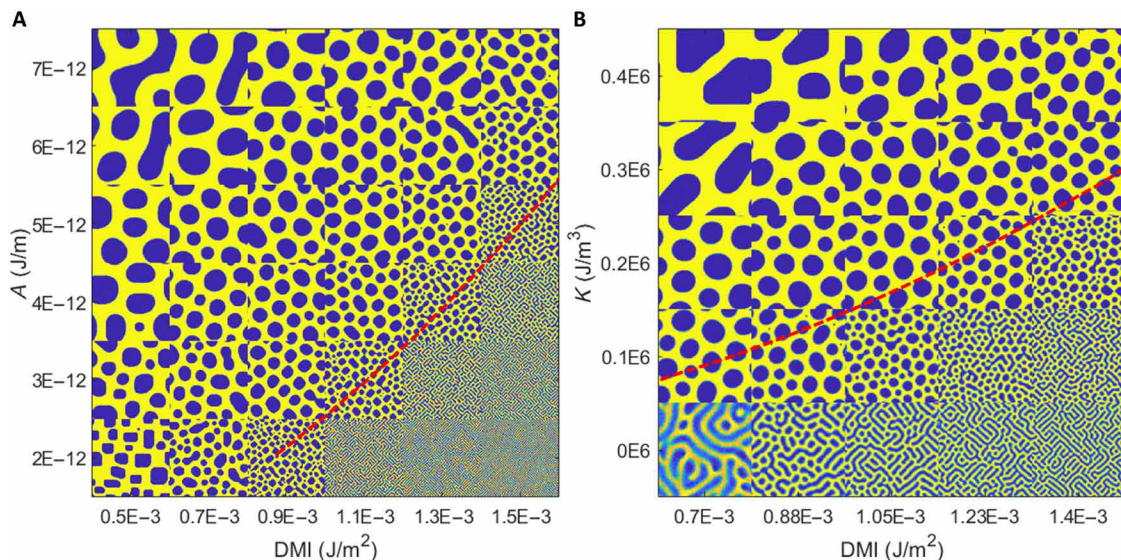 A
B
7E−12
6E−12
5E−12
4E−12
3E−12
2E−12
A (J/m)
0.5E−3 0.7E−3 0.9E−3 1.1E−3 1.3E−3 1.5E−3
DMI (J/m²)
0.4E6
0.3E6
0.2E6
0.1E6
0E6
K (J/m³)
0.7E−3 0.88E−3 1.05E−3 1.23E−3 1.4E−3
DMI (J/m²)